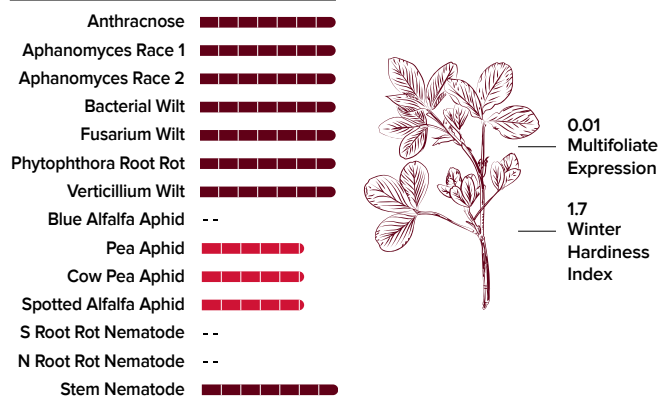 Anthracnose
Aphanomyces Race 1
Aphanomyces Race 2
Bacterial Wilt
Fusarium Wilt
Phytophthora Root Rot
Verticillium Wilt
Blue Alfalfa Aphid --
Pea Aphid
Cow Pea Aphid
Spotted Alfalfa Aphid
S Root Rot Nematode --
N Root Rot Nematode --
Stem Nematode
0.01
Multifoliate
Expression
1.7
Winter
Hardiness
Index